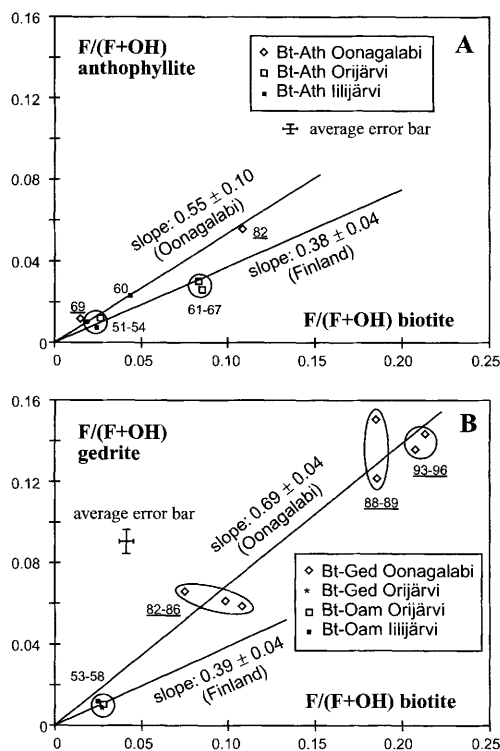 0.16
F/(F+OH)
anthophyllite
A
Bt-Ath Oonagalabi
Bt-Ath Orijärvi
Bt-Ath Iilijärvi
average error bar
0.12
0.08
slope: 0.55 ± 0.10
(Oonagalabi)
82
slope: 0.38 ± 0.04
(Finland)
0.04
69
60
51-54
61-67
F/(F+OH) biotite
0
0
0.05
0.10
0.15
0.20
0.25
B
0.16
F/(F+OH)
gedrite
93-96
88-89
average error bar
slope: 0.69 ± 0.04
(Oonagalabi)
0.12
0.08
82-86
Bt-Ged Oonagalabi
Bt-Ged Orijärvi
Bt-Oam Orijärvi
Bt-Oam Iilijärvi
0.04
53-58
slope: 0.39 ± 0.04
(Finland)
F/(F+OH) biotite
0
0
0.05
0.10
0.15
0.20
0.25